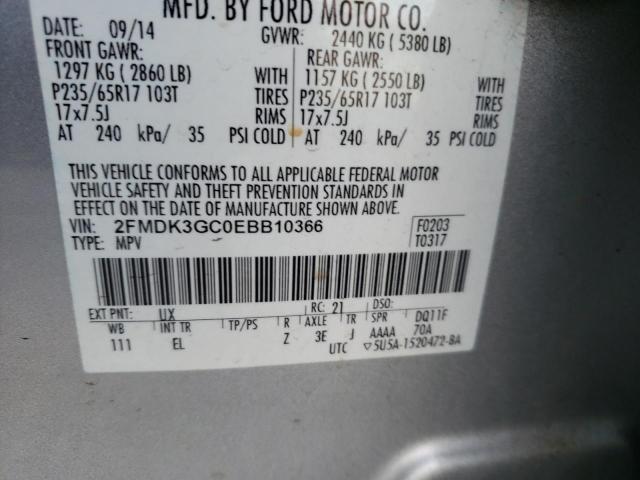 MFD. BY FORD MOTOR CO.
DATE: 09/14 GVWR: 2440 KG ( 5380 LB)
FRONT GAWR: REAR GAWR:
1297 KG ( 2860 LB) WITH 1157 KG ( 2550 LB) WITH
P235/65R17 103T TIRES P235/65R17 103T TIRES
17x7.5J RIMS 17x7.5J RIMS
AT 240 kPa/ 35 PSI COLD AT 240 kPa/ 35 PSI COLD
THIS VEHICLE CONFORMS TO ALL APPLICABLE FEDERAL MOTOR
VEHICLE SAFETY AND THEFT PREVENTION STANDARDS IN
EFFECT ON THE DATE OF MANUFACTURE SHOWN ABOVE.
VIN: 2FMDK3GC0EBB10366 F0203
TYPE: MPV T0317
EXT PNT: UX RC: 21 DSO:
WB INT TR TP/PS R AXLE TR SPR DQ11F
111 EL Z 3E J AAAA 70A
UTC ▽5U5A-1520472-BA